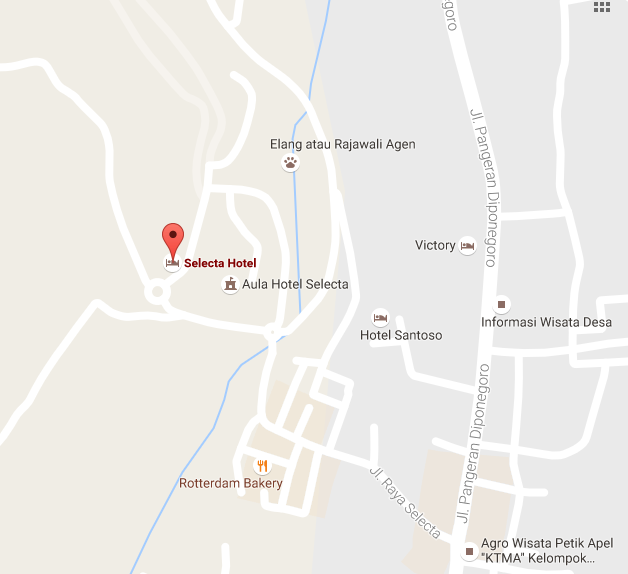 onegoro
Jl. Pangeran Diponegoro
Elang atau Rajawali Agen
Victory
Selecta Hotel
Aula Hotel Selecta
Informasi Wisata Desa
Hotel Santoso
Jl. Pangeran Diponegoro
Rotterdam Bakery
Jl. Raya Selecta
Agro Wisata Petik Apel
"KTMA" Kelompok...